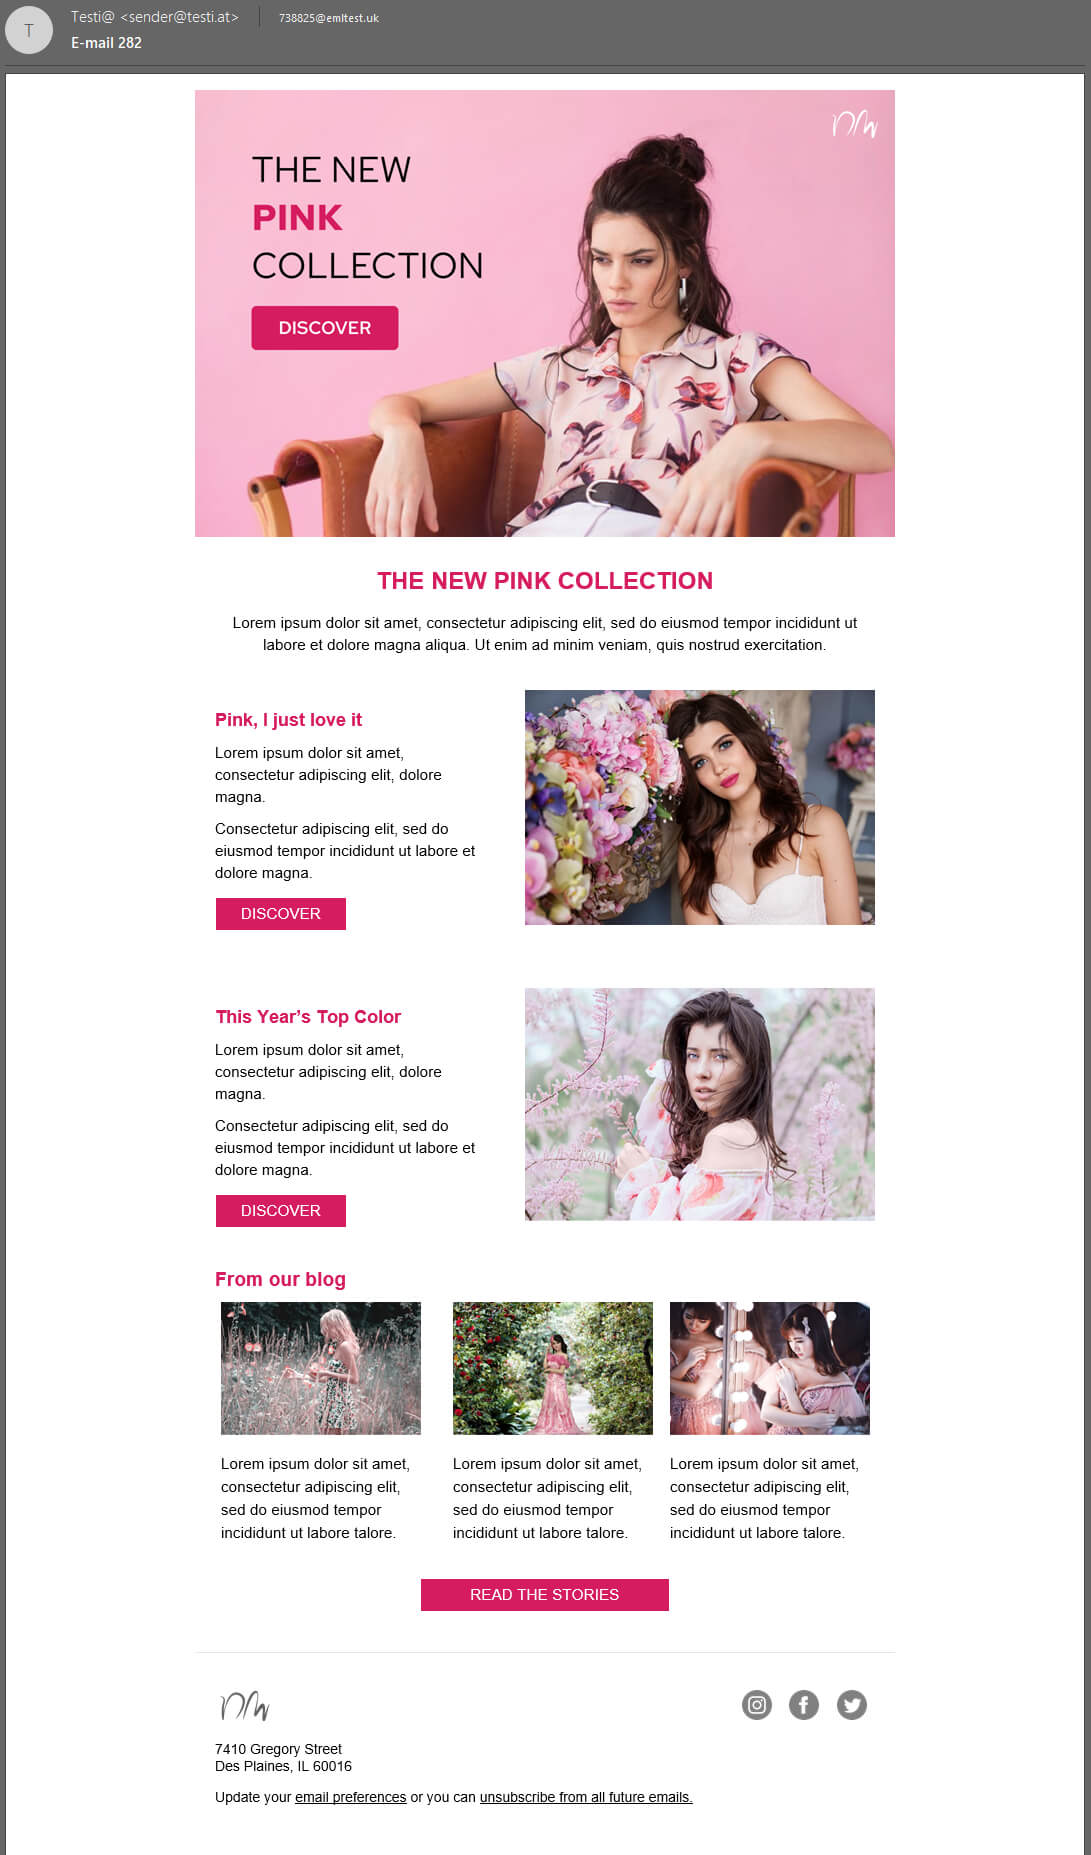 T
Testi@ <sender@testi.at>
738825@emltest.uk
E-mail 282
THE NEW
PINK
COLLECTION
DISCOVER
THE NEW PINK COLLECTION
Lorem ipsum dolor sit amet, consectetur adipiscing elit, sed do eiusmod tempor incididunt ut
labore et dolore magna aliqua. Ut enim ad minim veniam, quis nostrud exercitation.
Pink, I just love it
Lorem ipsum dolor sit amet,
consectetur adipiscing elit, dolore
magna.
Consectetur adipiscing elit, sed do
eiusmod tempor incididunt ut labore et
dolore magna.
DISCOVER
This Year’s Top Color
Lorem ipsum dolor sit amet,
consectetur adipiscing elit, dolore
magna.
Consectetur adipiscing elit, sed do
eiusmod tempor incididunt ut labore et
dolore magna.
DISCOVER
From our blog
Lorem ipsum dolor sit amet,
consectetur adipiscing elit,
sed do eiusmod tempor
incididunt ut labore talore.
Lorem ipsum dolor sit amet,
consectetur adipiscing elit,
sed do eiusmod tempor
incididunt ut labore talore.
Lorem ipsum dolor sit amet,
consectetur adipiscing elit,
sed do eiusmod tempor
incididunt ut labore talore.
READ THE STORIES
7410 Gregory Street
Des Plaines, IL 60016
Update your email preferences or you can unsubscribe from all future emails.